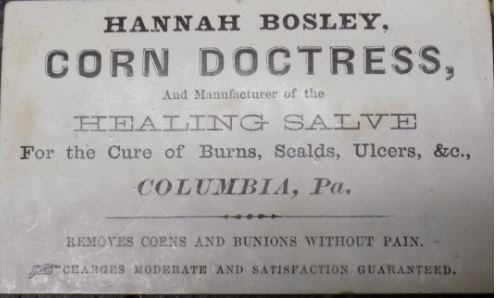 HANNAH BOSLEY,
CORN DOCTRESS,
And Manufacturer of the
HEALING SALVE
For the Cure of Burns, Scalds, Ulcers, &c.,
COLUMBIA, Pa.
REMOVES CORNS AND BUNIONS WITHOUT PAIN.
CHARGES MODERATE AND SATISFACTION GUARANTEED.